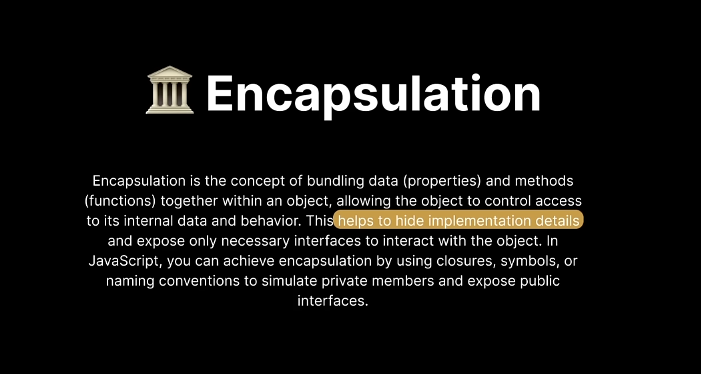 Encapsulation
Encapsulation is the concept of bundling data (properties) and methods
(functions) together within an object, allowing the object to control access
to its internal data and behavior. This helps to hide implementation details
and expose only necessary interfaces to interact with the object. In
JavaScript, you can achieve encapsulation by using closures, symbols, or
naming conventions to simulate private members and expose public
interfaces.